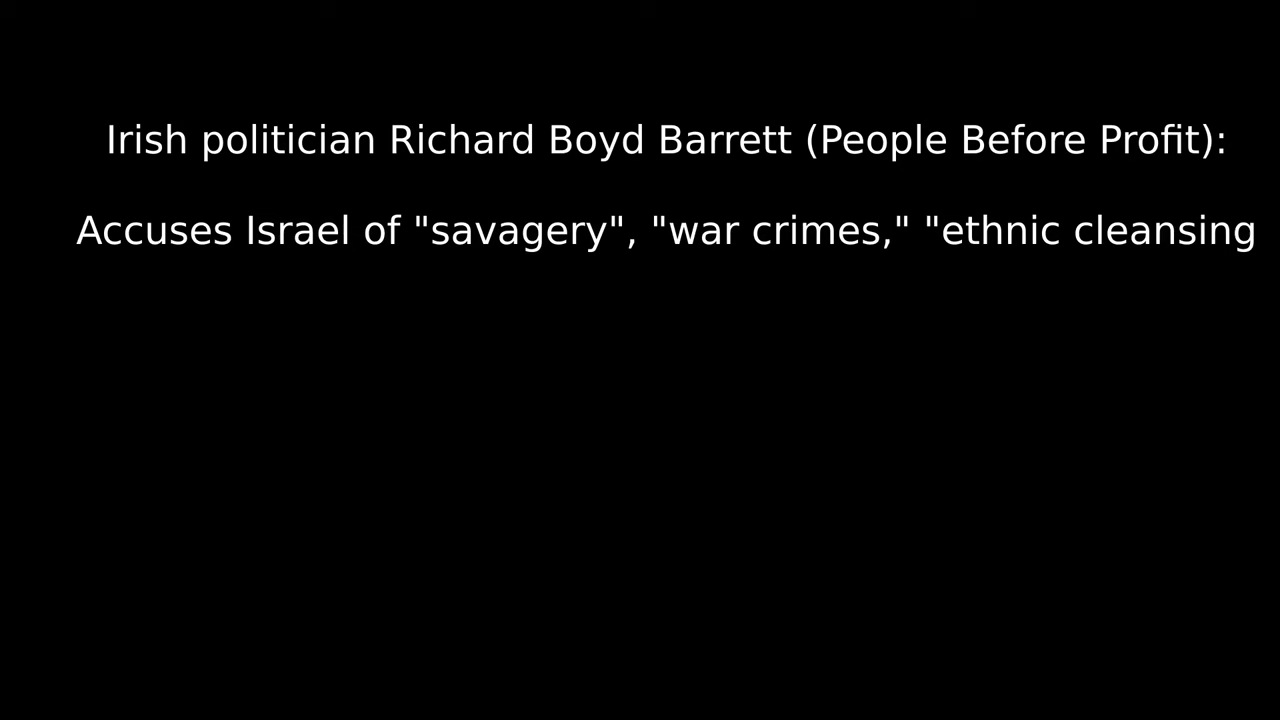 Irish politician Richard Boyd Barrett (People Before Profit):
Accuses Israel of "savagery", "war crimes," "ethnic cleansing